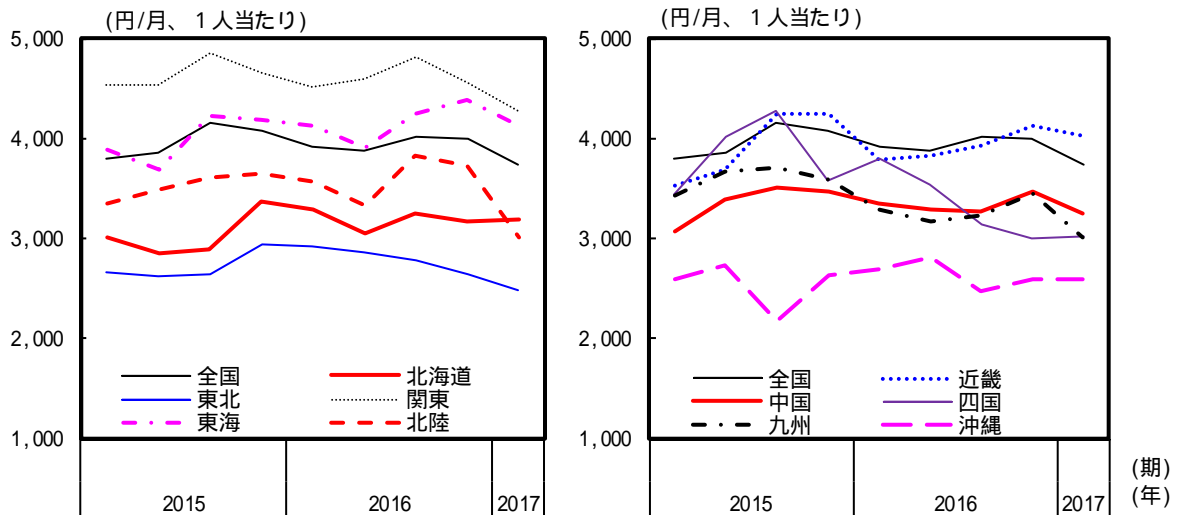 (円/月、１人当たり)
5,000
4,000
3,000
2,000
1,000
全国
北海道
東北
関東
東海
北陸
2015
2016
2017
(円/月、１人当たり)
5,000
4,000
3,000
2,000
1,000
全国
近畿
中国
四国
九州
沖縄
2015
2016
2017
(期)
(年)